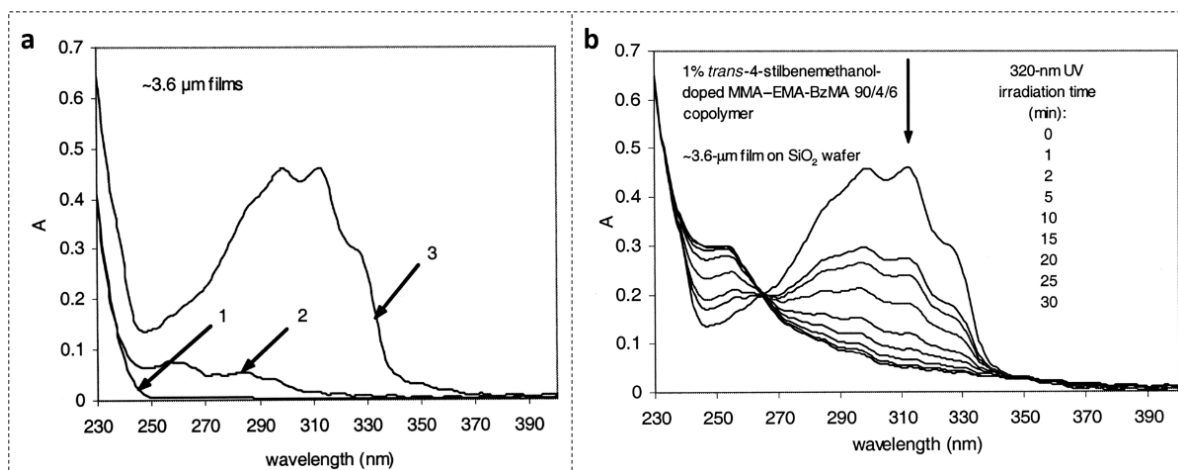 a
0.7
0.6
0.5
0.4
0.3
0.2
0.1
0
A
~3.6 µm films
1
2
3
230 250 270 290 310 330 350 370 390
wavelength (nm)
b
0.7
0.6
0.5
0.4
0.3
0.2
0.1
0
A
1% trans-4-stilbenemethanol-
doped MMA–EMA-BzMA 90/4/6
copolymer
~3.6-µm film on SiO₂ wafer
320-nm UV
irradiation time
(min):
0
1
2
5
10
15
20
25
30
230 250 270 290 310 330 350 370 390
wavelength (nm)